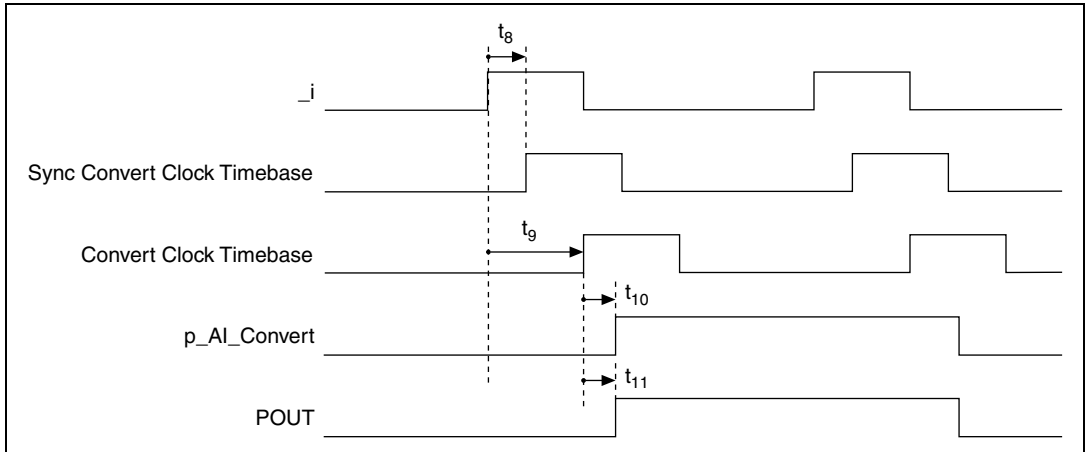 t8
_i
Sync Convert Clock Timebase
t9
Convert Clock Timebase
t10
p_AI_Convert
t11
POUT